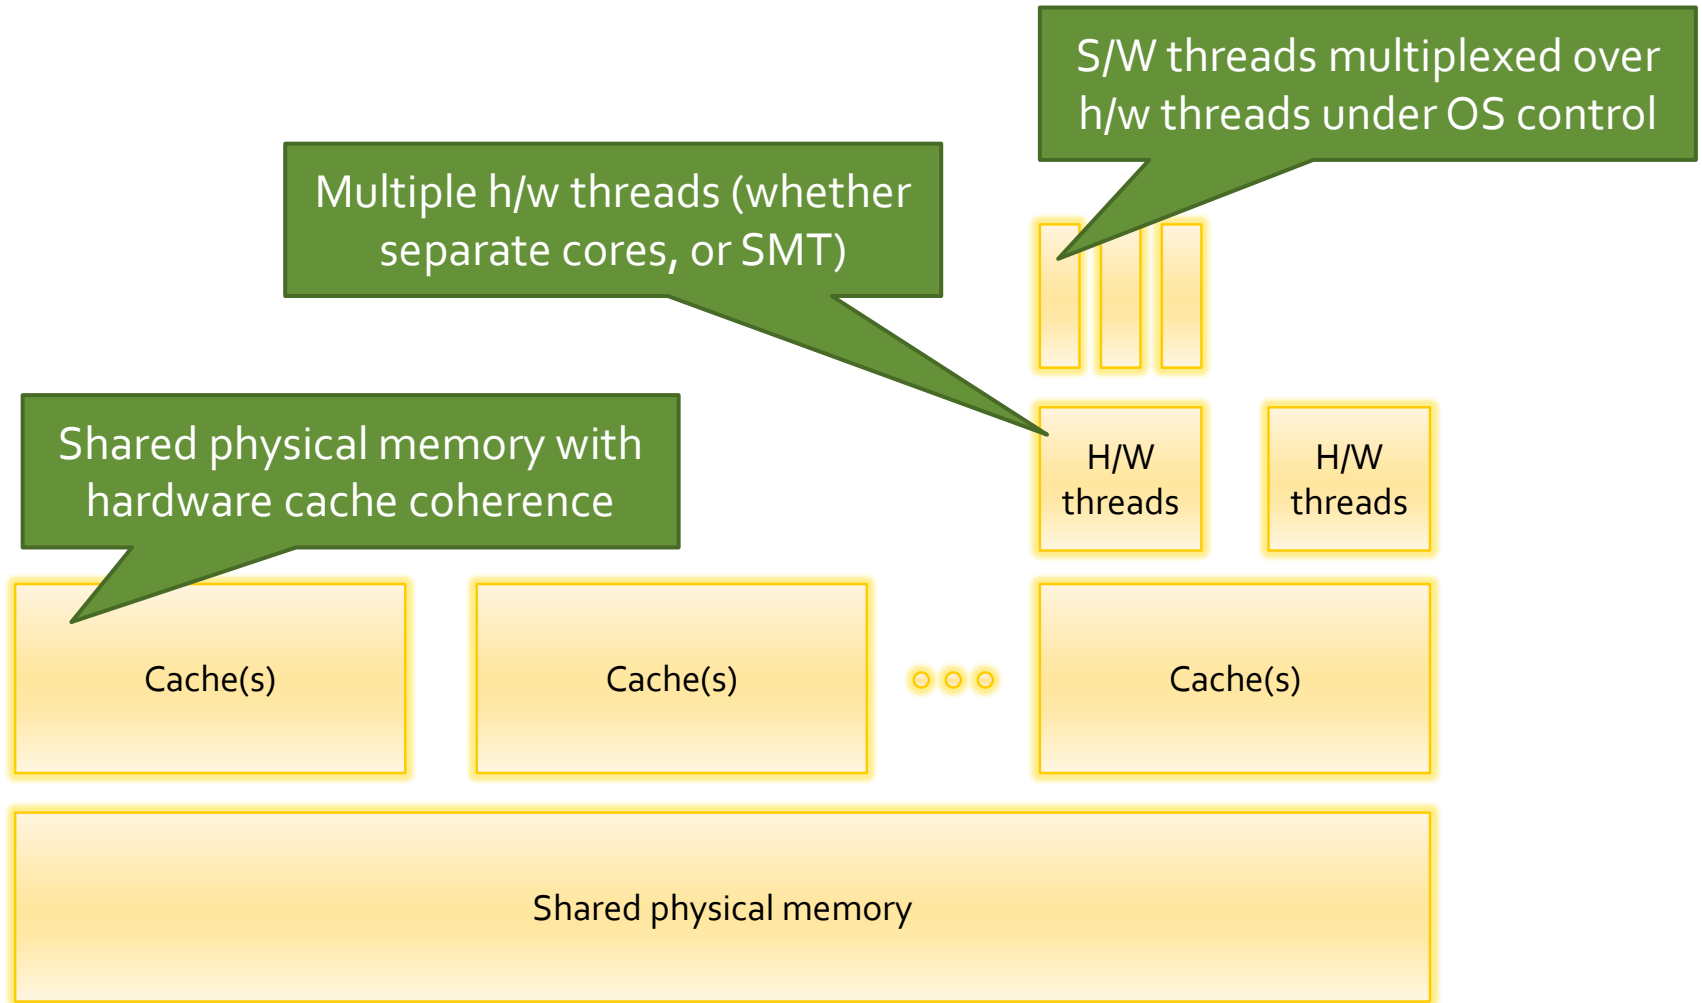 S/W threads multiplexed over
h/w threads under OS control
Multiple h/w threads (whether
separate cores, or SMT)
Shared physical memory with
hardware cache coherence
H/W
threads
H/W
threads
Cache(s)
Cache(s)
Cache(s)
Shared physical memory